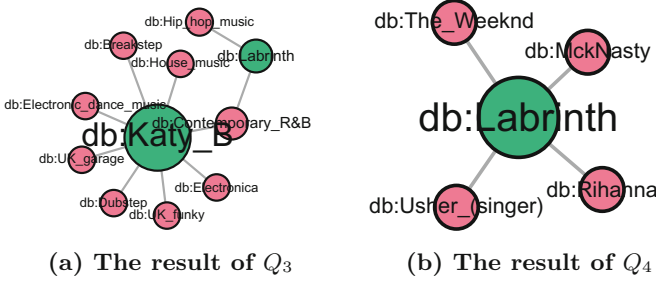 db:Hip_hop_music
db:Breakstep
db:House_music
db:Labrinth
db:Electronic_dance_music
db:Contemporary_R&B
db:Katy_B
db:UK_garage
db:Electronica
db:Dubstep
db:UK_funky
(a) The result of Q3
db:The_Weeknd
db:MckNasty
db:Labrinth
db:Rihanna
db:Usher_(singer)
(b) The result of Q4